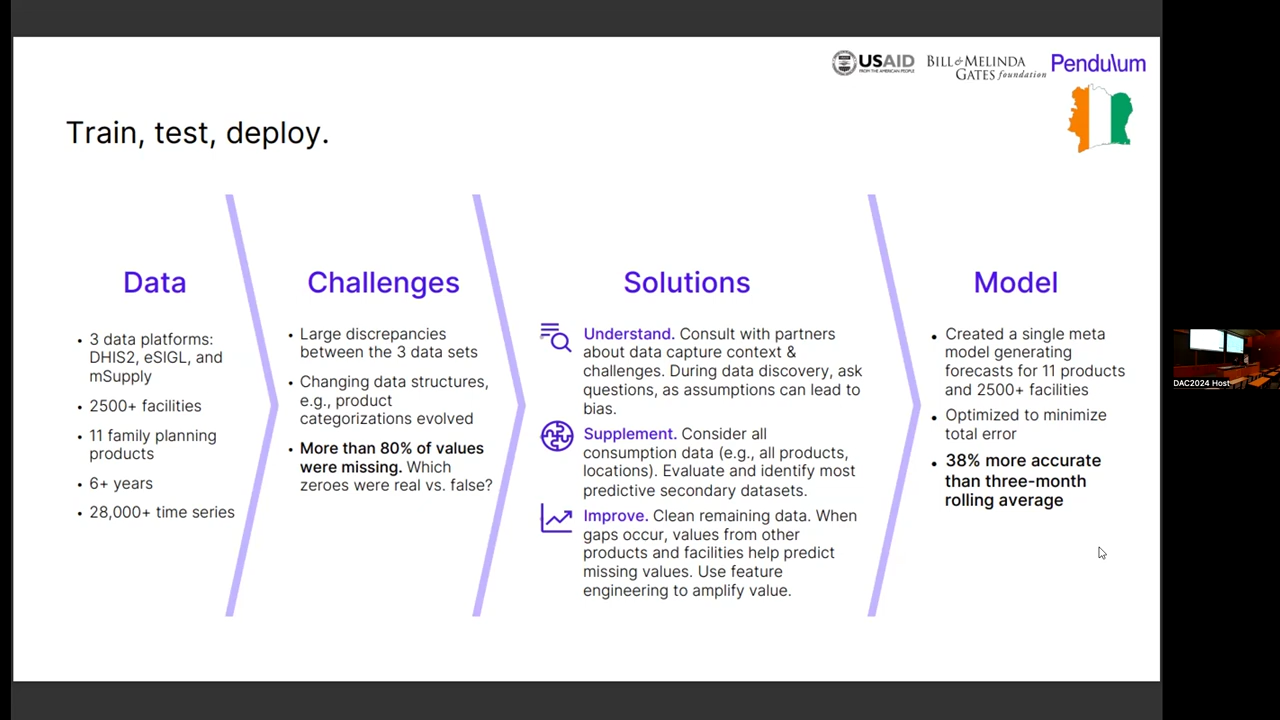 USAID
FROM THE AMERICAN PEOPLE
BILL & MELINDA
GATES foundation
Pendulum
Train, test, deploy.
Data
• 3 data platforms:
DHIS2, eSIGL, and
mSupply
• 2500+ facilities
• 11 family planning
products
• 6+ years
• 28,000+ time series
Challenges
• Large discrepancies
between the 3 data sets
• Changing data structures,
e.g., product
categorizations evolved
• More than 80% of values
were missing. Which
zeroes were real vs. false?
Solutions
Understand. Consult with partners
about data capture context &
challenges. During data discovery, ask
questions, as assumptions can lead to
bias.
Supplement. Consider all
consumption data (e.g., all products,
locations). Evaluate and identify most
predictive secondary datasets.
Improve. Clean remaining data. When
gaps occur, values from other
products and facilities help predict
missing values. Use feature
engineering to amplify value.
Model
• Created a single meta
model generating
forecasts for 11 products
and 2500+ facilities
• Optimized to minimize
total error
• 38% more accurate
than three-month
rolling average
DAC2024 Host